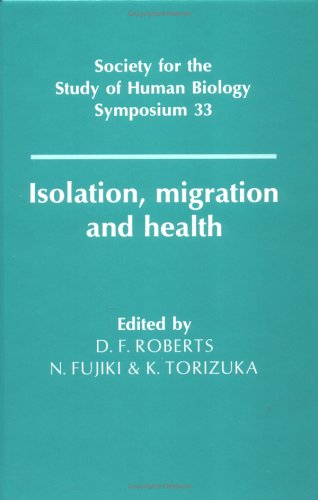 Society for the
Study of Human Biology
Symposium 33
Isolation, migration
and health
Edited by
D. F. ROBERTS
N. FUJIKI & K. TORIZUKA